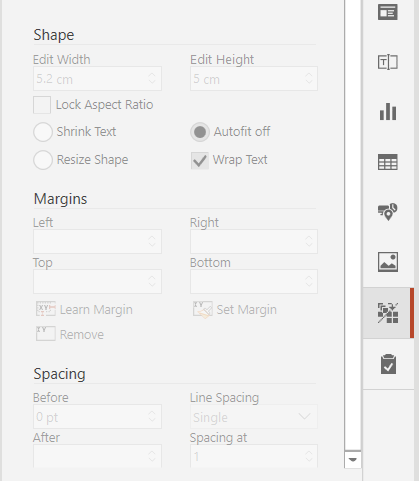 Shape
Edit Width Edit Height
5.2 cm 5 cm
Lock Aspect Ratio
Shrink Text Autofit off
Resize Shape Wrap Text
Margins
Left Right
Top Bottom
Learn Margin Set Margin
Remove
Spacing
Before Line Spacing
0 pt Single
After Spacing at
1